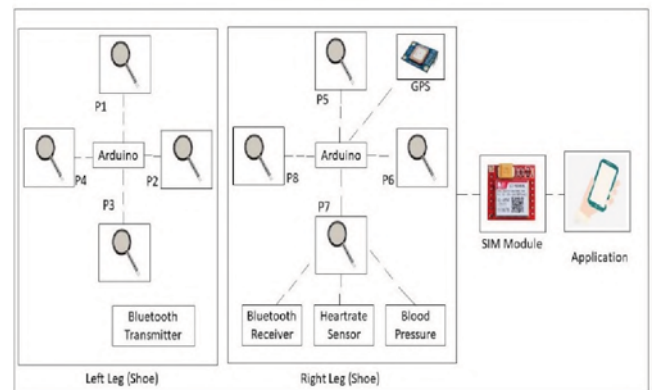 P1
Arduino
P4
P2
P3
Bluetooth
Transmitter
Left Leg (Shoe)
P5
GPS
Arduino
P8
P6
P7
Bluetooth
Receiver
Heartrate
Sensor
Blood
Pressure
Right Leg (Shoe)
SIM Module
Application